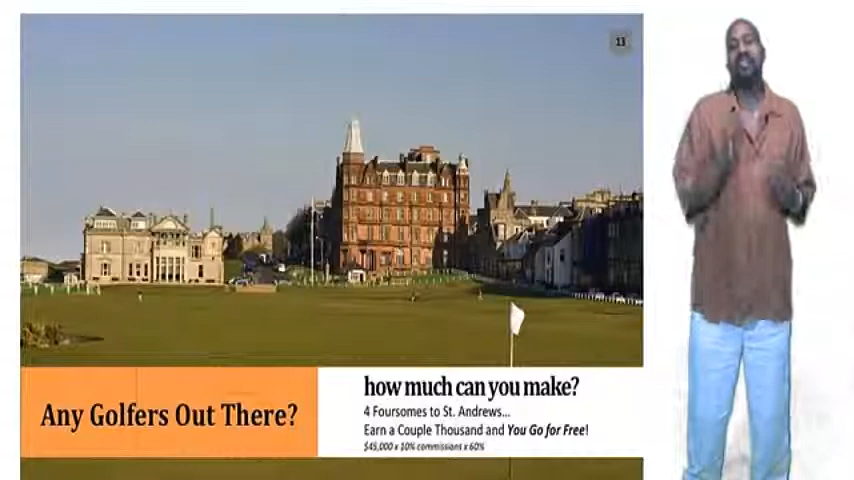 13
Any Golfers Out There?
how much can you make?
4 Foursomes to St. Andrews...
Earn a Couple Thousand and You Go for Free!
$45,000 x 10% commissions x 60%